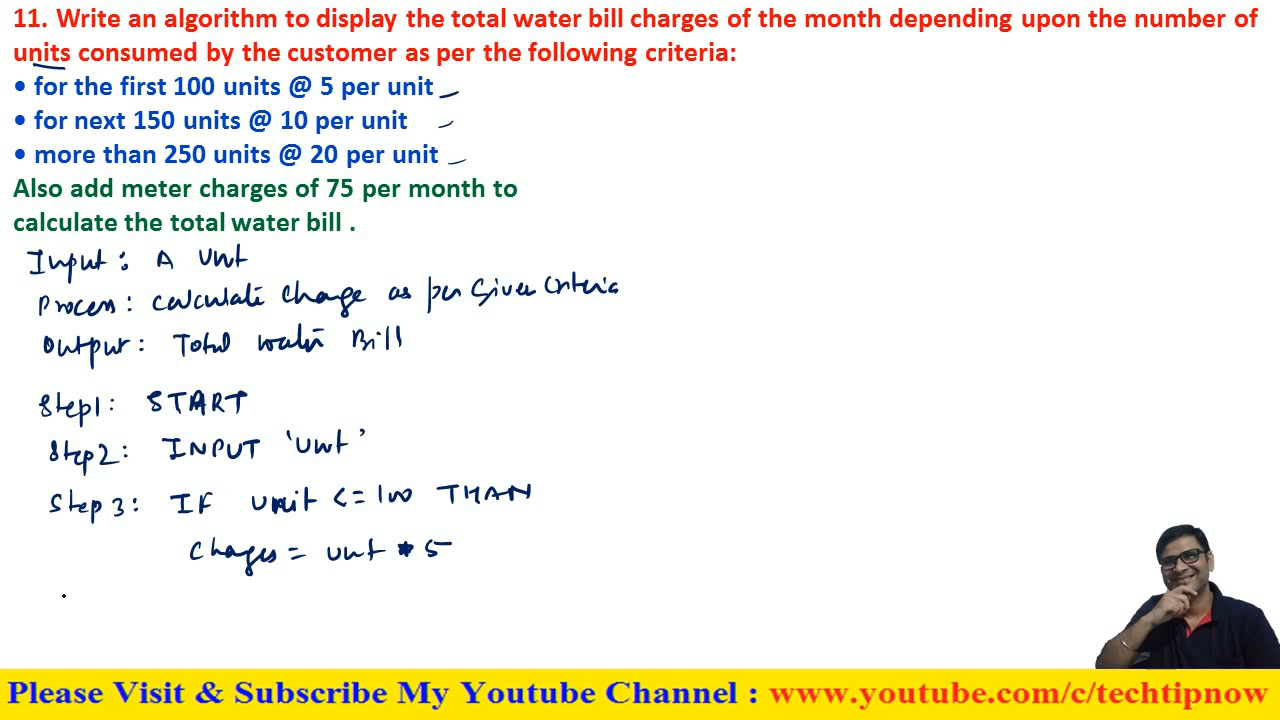 11. Write an algorithm to display the total water bill charges of the month depending upon the number of
units consumed by the customer as per the following criteria:
• for the first 100 units @ 5 per unit
• for next 150 units @ 10 per unit
• more than 250 units @ 20 per unit
Also add meter charges of 75 per month to
calculate the total water bill .
Input : A Unit
Process : Calculate Charge as per Given Criteria
Output : Total water Bill
Step1 : START
Step2 : INPUT 'Unit'
Step 3 : IF Unit <= 100 THAN
Charges = Unit * 5
Please Visit & Subscribe My Youtube Channel : www.youtube.com/c/techtipnow